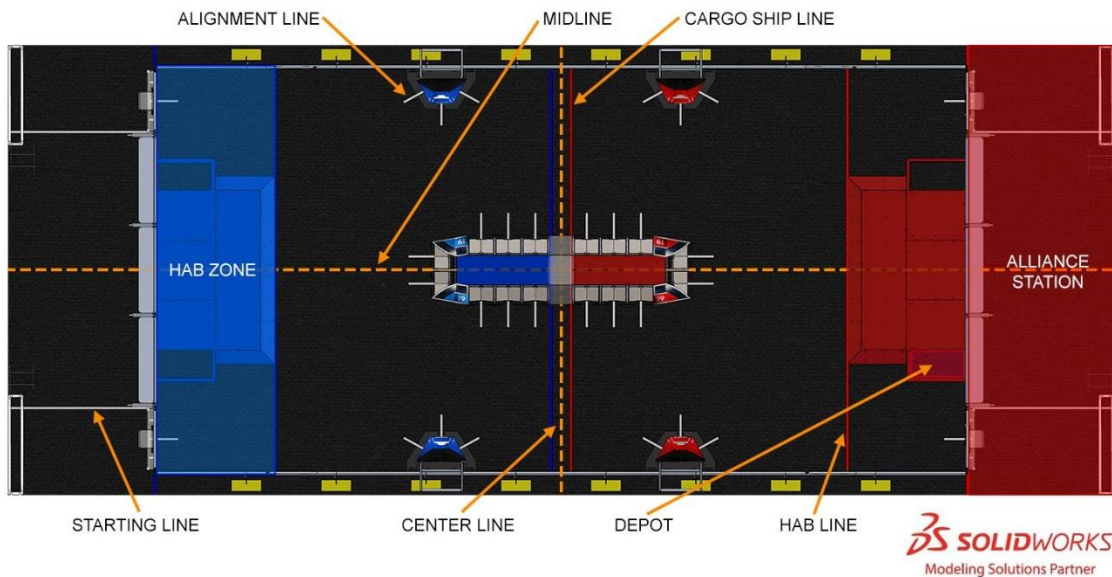 ALIGNMENT LINE
MIDLINE
CARGO SHIP LINE
HAB ZONE
ALLIANCE
STATION
STARTING LINE
CENTER LINE
DEPOT
HAB LINE
SOLIDWORKS
Modeling Solutions Partner